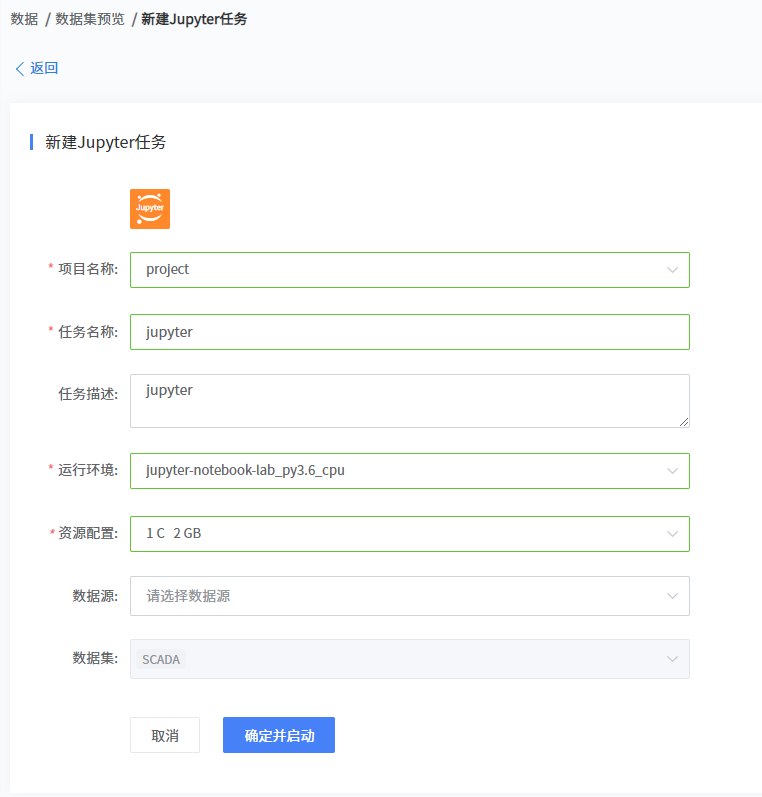 数据 / 数据集预览 / 新建Jupyter任务
返回
新建Jupyter任务
Jupyter
* 项目名称: project
* 任务名称: jupyter
任务描述: jupyter
* 运行环境: jupyter-notebook-lab_py3.6_cpu
* 资源配置: 1 C 2 GB
数据源: 请选择数据源
数据集: SCADA
取消 确定并启动